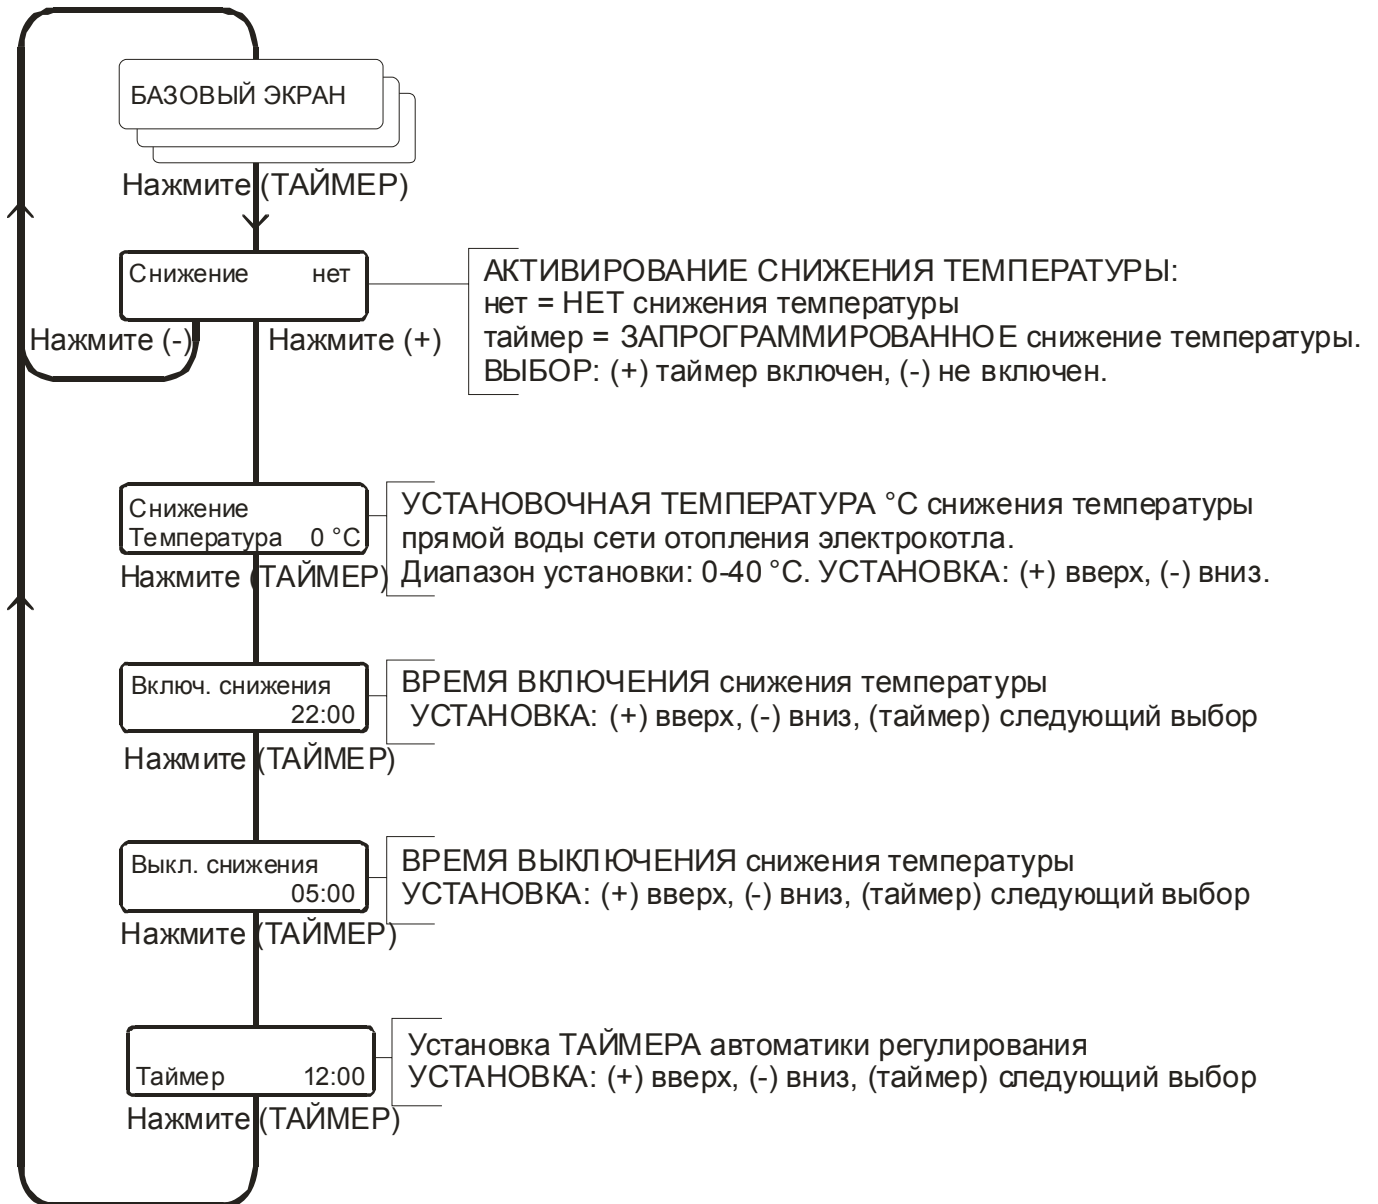 БАЗОВЫЙ ЭКРАН
Нажмите (ТАЙМЕР)
Снижение нет
Нажмите (-) Нажмите (+)
АКТИВИРОВАНИЕ СНИЖЕНИЯ ТЕМПЕРАТУРЫ:
нет = НЕТ снижения температуры
таймер = ЗАПРОГРАММИРОВАННОЕ снижение температуры.
ВЫБОР: (+) таймер включен, (-) не включен.
Снижение
Температура 0 °C
Нажмите (ТАЙМЕР)
УСТАНОВОЧНАЯ ТЕМПЕРАТУРА °C снижения температуры
прямой воды сети отопления электрокотла.
Диапазон установки: 0-40 °C. УСТАНОВКА: (+) вверх, (-) вниз.
Включ. снижения
22:00
Нажмите (ТАЙМЕР)
ВРЕМЯ ВКЛЮЧЕНИЯ снижения температуры
УСТАНОВКА: (+) вверх, (-) вниз, (таймер) следующий выбор
Выкл. снижения
05:00
Нажмите (ТАЙМЕР)
ВРЕМЯ ВЫКЛЮЧЕНИЯ снижения температуры
УСТАНОВКА: (+) вверх, (-) вниз, (таймер) следующий выбор
Таймер 12:00
Нажмите (ТАЙМЕР)
Установка ТАЙМЕРА автоматики регулирования
УСТАНОВКА: (+) вверх, (-) вниз, (таймер) следующий выбор